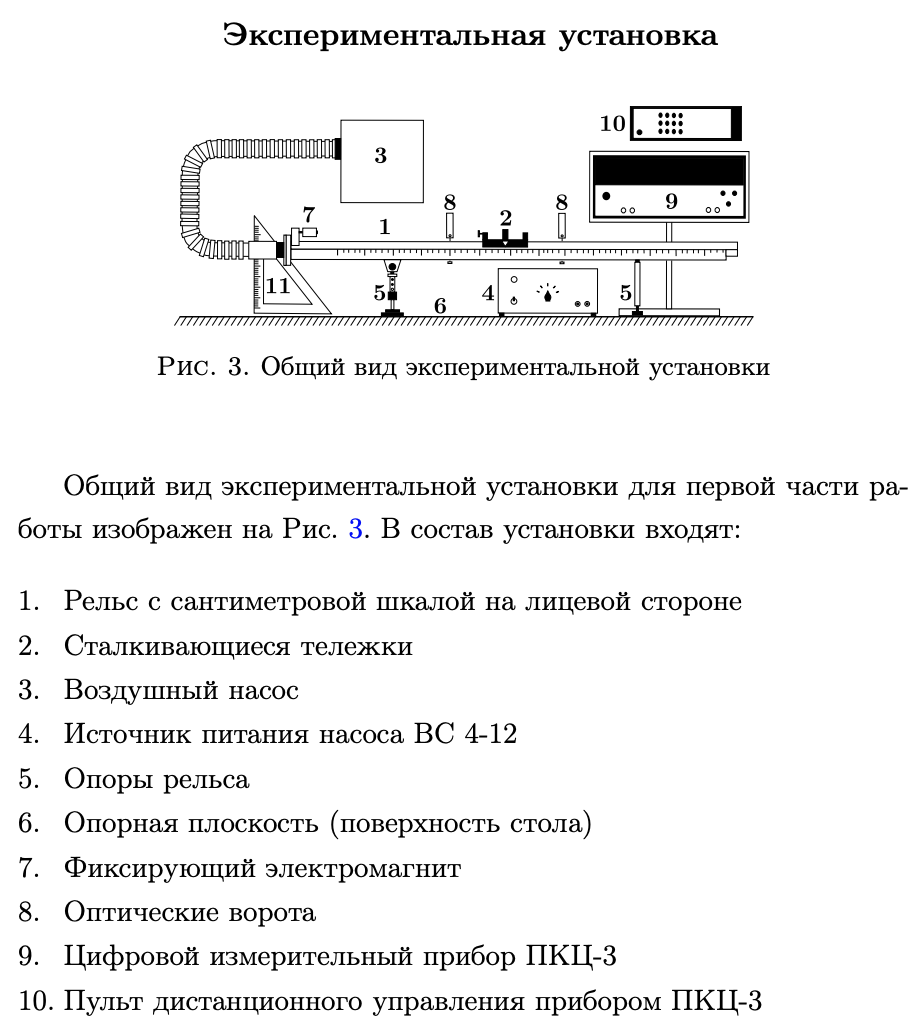 Экспериментальная установка
10
3
9
8
8
7
2
1
11
5
4
5
6
Рис. 3. Общий вид экспериментальной установки
Общий вид экспериментальной установки для первой части ра-
боты изображен на Рис. 3. В состав установки входят:
1. Рельс с сантиметровой шкалой на лицевой стороне
2. Сталкивающиеся тележки
3. Воздушный насос
4. Источник питания насоса ВС 4-12
5. Опоры рельса
6. Опорная плоскость (поверхность стола)
7. Фиксирующий электромагнит
8. Оптические ворота
9. Цифровой измерительный прибор ПКЦ-3
10. Пульт дистанционного управления прибором ПКЦ-3